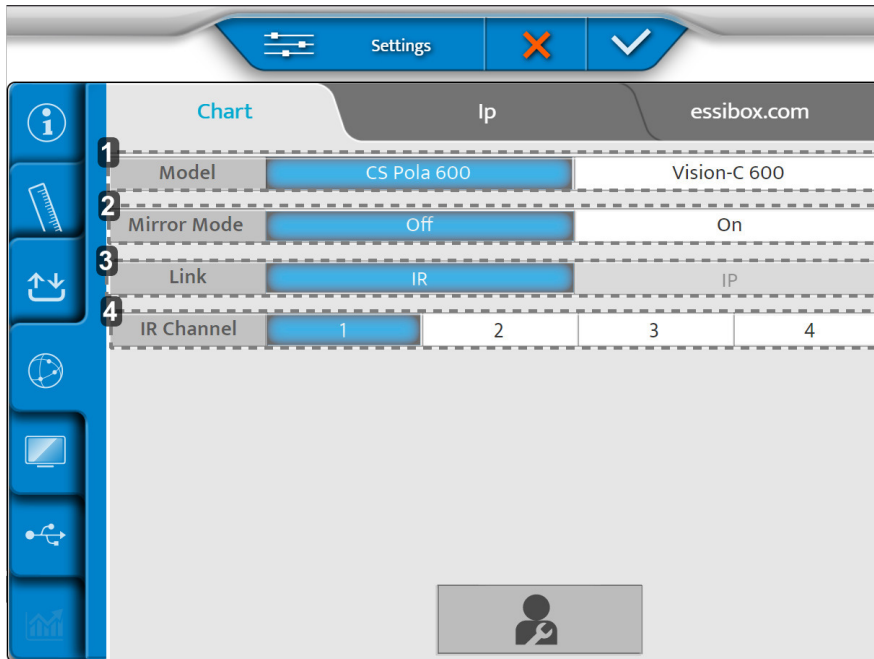 Settings
Chart Ip essibox.com
1
Model CS Pola 600 Vision-C 600
2
Mirror Mode Off On
3
Link IR IP
4
IR Channel 1 2 3 4